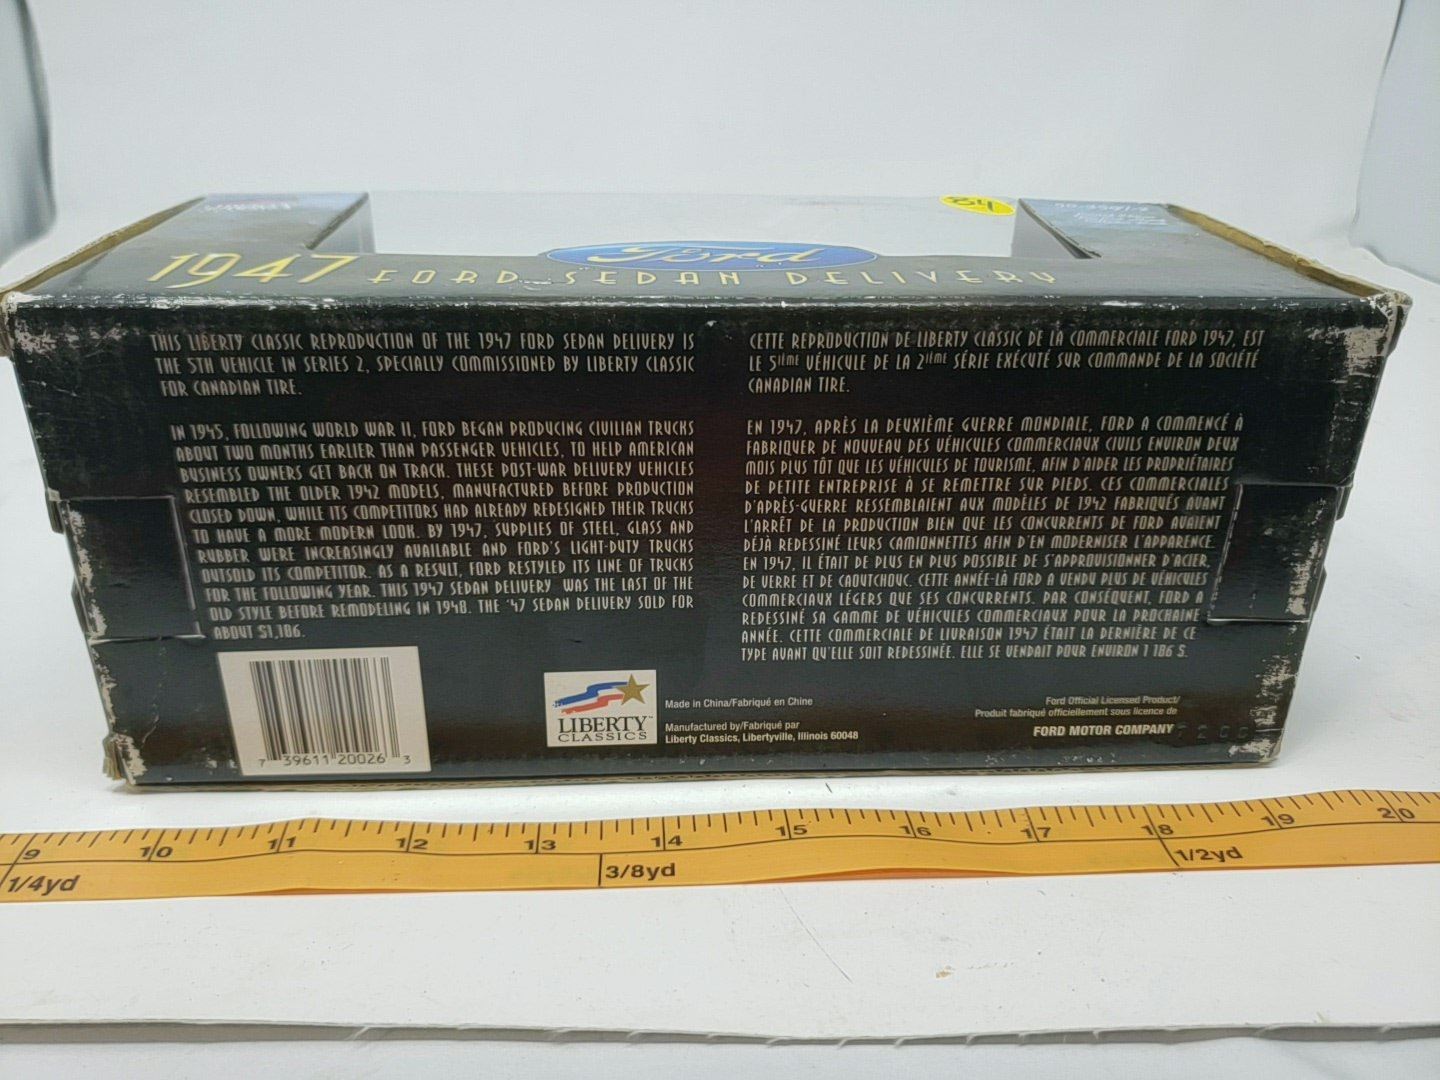 84
Ford
1947 FORD SEDAN DELIVERY
THIS LIBERTY CLASSIC REPRODUCTION OF THE 1947 FORD SEDAN DELIVERY IS
THE 5TH VEHICLE IN SERIES 2, SPECIALLY COMMISSIONED BY LIBERTY CLASSIC
FOR CANADIAN TIRE.
IN 1945, FOLLOWING WORLD WAR II, FORD BEGAN PRODUCING CIVILIAN TRUCKS
ABOUT TWO MONTHS EARLIER THAN PASSENGER VEHICLES, TO HELP AMERICAN
BUSINESS OWNERS GET BACK ON TRACK. THESE POST-WAR DELIVERY VEHICLES
RESEMBLED THE OLDER 1942 MODELS, MANUFACTURED BEFORE PRODUCTION
CLOSED DOWN, WHILE ITS COMPETITORS HAD ALREADY REDESIGNED THEIR TRUCKS
TO HAVE A MORE MODERN LOOK. BY 1947, SUPPLIES OF STEEL, GLASS AND
RUBBER WERE INCREASINGLY AVAILABLE AND FORD'S LIGHT-DUTY TRUCKS
OUTSOLD ITS COMPETITOR. AS A RESULT, FORD RESTYLED ITS LINE OF TRUCKS
FOR THE FOLLOWING YEAR. THIS 1947 SEDAN DELIVERY WAS THE LAST OF THE
OLD STYLE BEFORE REMODELING IN 1948. THE '47 SEDAN DELIVERY SOLD FOR
ABOUT $1,186.
CETTE REPRODUCTION DE LIBERTY CLASSIC DE LA COMMERCIALE FORD 1947, EST
LE 5ième VÉHICULE DE LA 2ième SÉRIE EXÉCUTÉ SUR COMMANDE DE LA SOCIÉTÉ
CANADIAN TIRE.
EN 1947, APRÈS LA DEUXIÈME GUERRE MONDIALE, FORD A COMMENCÉ À
FABRIQUER DE NOUVEAU DES VÉHICULES COMMERCIAUX CIVILS ENVIRON DEUX
MOIS PLUS TÔT QUE LES VÉHICULES DE TOURISME, AFIN D'AIDER LES PROPRIÉTAIRES
DE PETITE ENTREPRISE À SE REMETTRE SUR PIEDS. CES COMMERCIALES
D'APRÈS-GUERRE RESSEMBLAIENT AUX MODÈLES DE 1942 FABRIQUÉS AVANT
L'ARRÊT DE LA PRODUCTION BIEN QUE LES CONCURRENTS DE FORD AVAIENT
DÉJÀ REDESSINÉ LEURS CAMIONNETTES AFIN D'EN MODERNISER L'APPARENCE.
EN 1947, IL ÉTAIT DE PLUS EN PLUS POSSIBLE DE S'APPROVISIONNER D'ACIER,
DE VERRE ET DE CAOUTCHOUC. CETTE ANNÉE-LÀ FORD A VENDU PLUS DE VÉHICULES
COMMERCIAUX LÉGERS QUE SES CONCURRENTS. PAR CONSÉQUENT, FORD A
REDESSINÉ SA GAMME DE VÉHICULES COMMERCIAUX POUR LA PROCHAINE
ANNÉE. CETTE COMMERCIALE DE LIVRAISON 1947 ÉTAIT LA DERNIÈRE DE CE
TYPE AVANT QU'ELLE SOIT REDESSINÉE. ELLE SE VENDAIT POUR ENVIRON 1 186 $.
7 39611 20026 3
LIBERTY™
CLASSICS
Made in China/Fabriqué en Chine
Manufactured by/Fabriqué par
Liberty Classics, Libertyville, Illinois 60048
Ford Official Licensed Product/
Produit fabriqué officiellement sous licence de
FORD MOTOR COMPANY
9 10 11 12 13 14 15 16 17 18 19 20
1/4yd 3/8yd 1/2yd